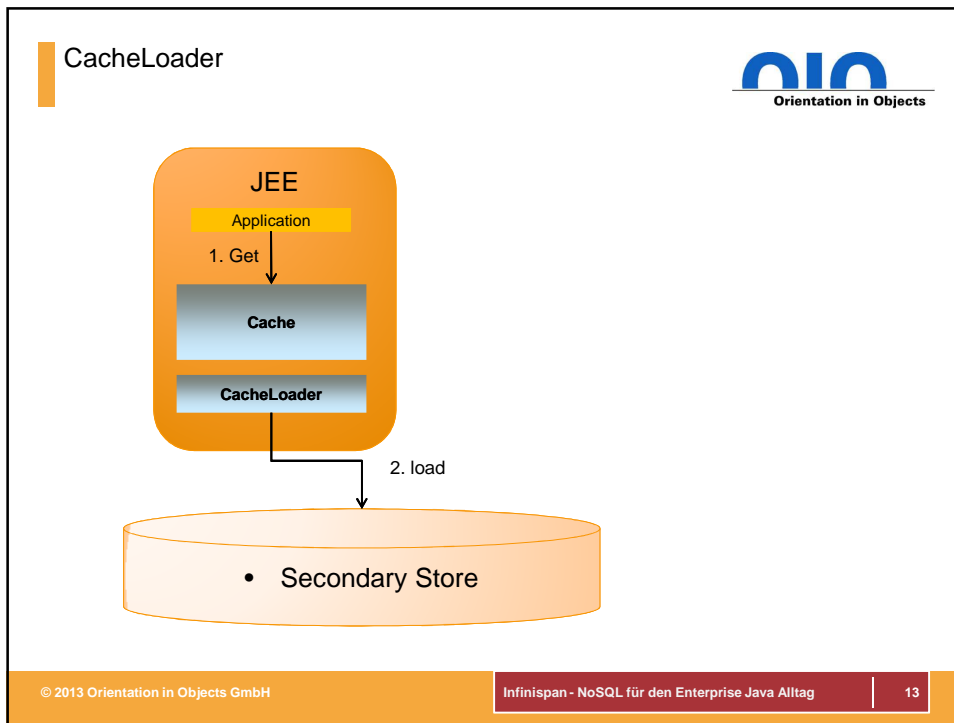 CacheLoader
OIO
Orientation in Objects
JEE
Application
1. Get
Cache
CacheLoader
2. load
• Secondary Store
© 2013 Orientation in Objects GmbH
Infinispan - NoSQL für den Enterprise Java Alltag
13